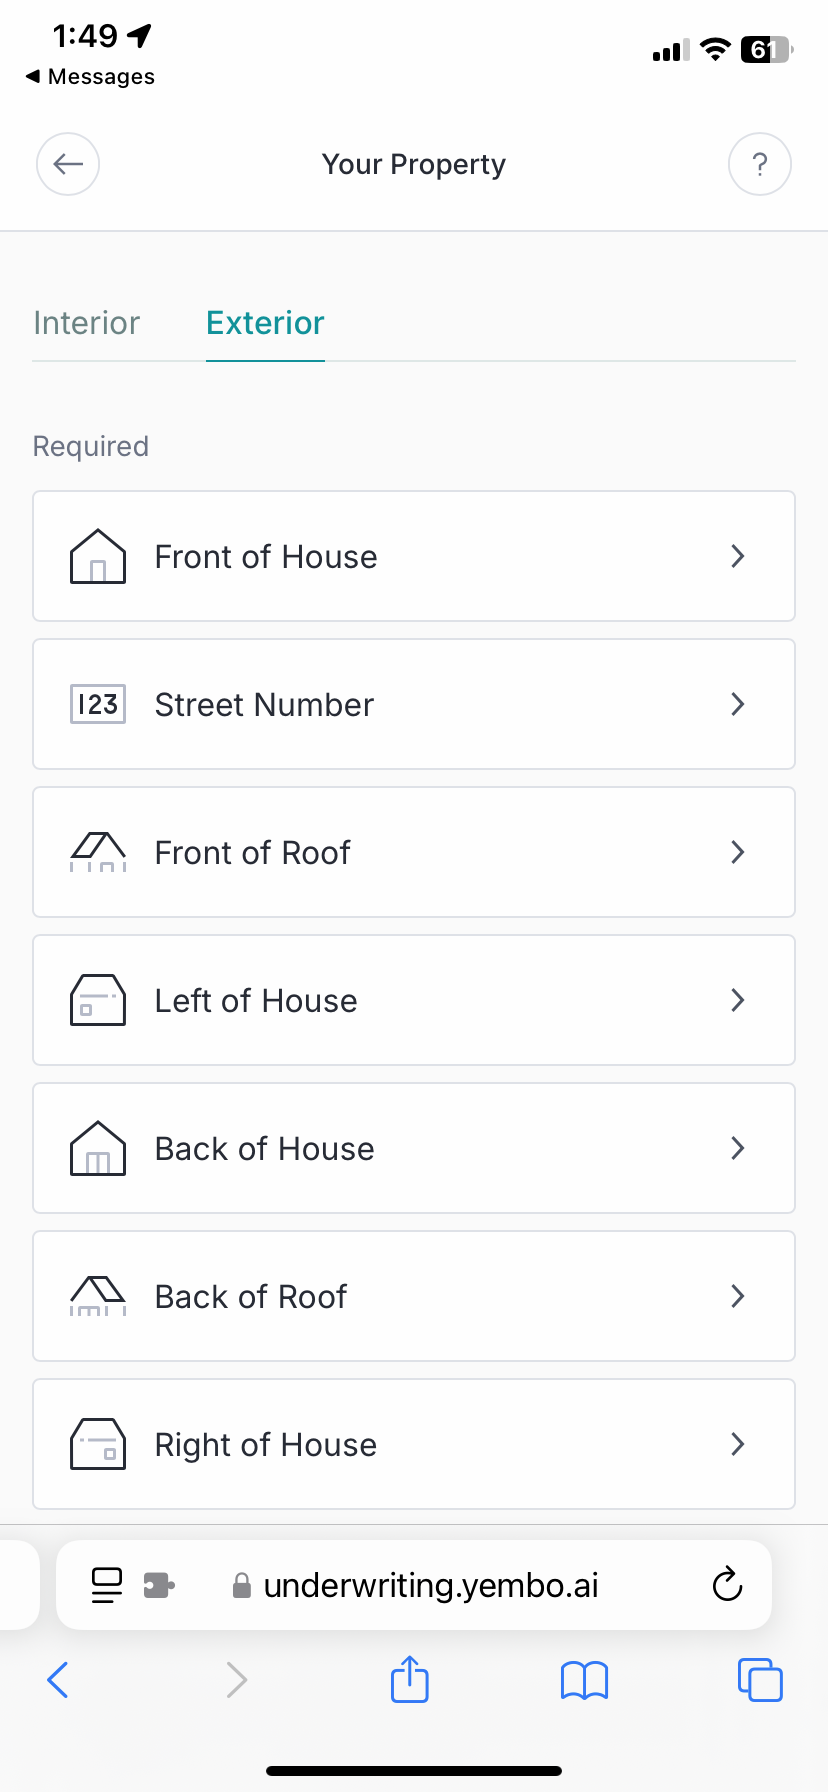 1:49
61
Messages
Your Property
?
Interior
Exterior
Required
Front of House
123
Street Number
Front of Roof
Left of House
Back of House
Back of Roof
Right of House
underwriting.yembo.ai